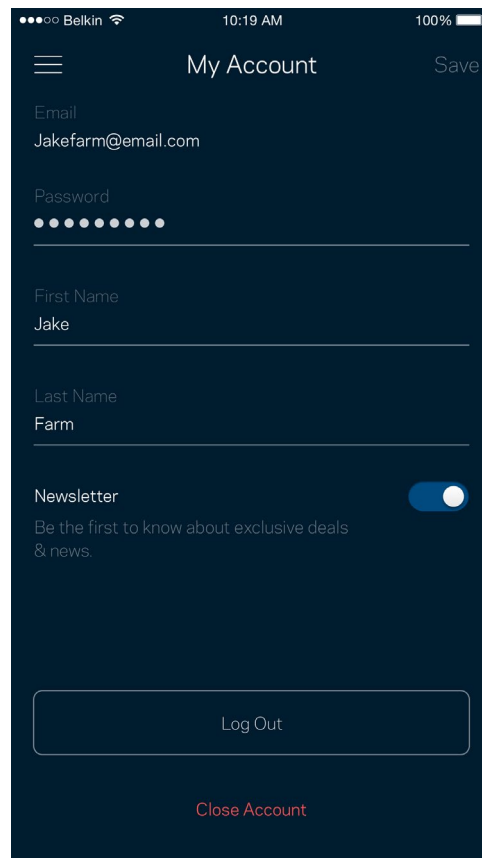 Belkin 10:19 AM 100%
My Account Save
Email
Jakefarm@email.com
Password
●●●●●●●●●
First Name
Jake
Last Name
Farm
Newsletter
Be the first to know about exclusive deals
& news.
Log Out
Close Account